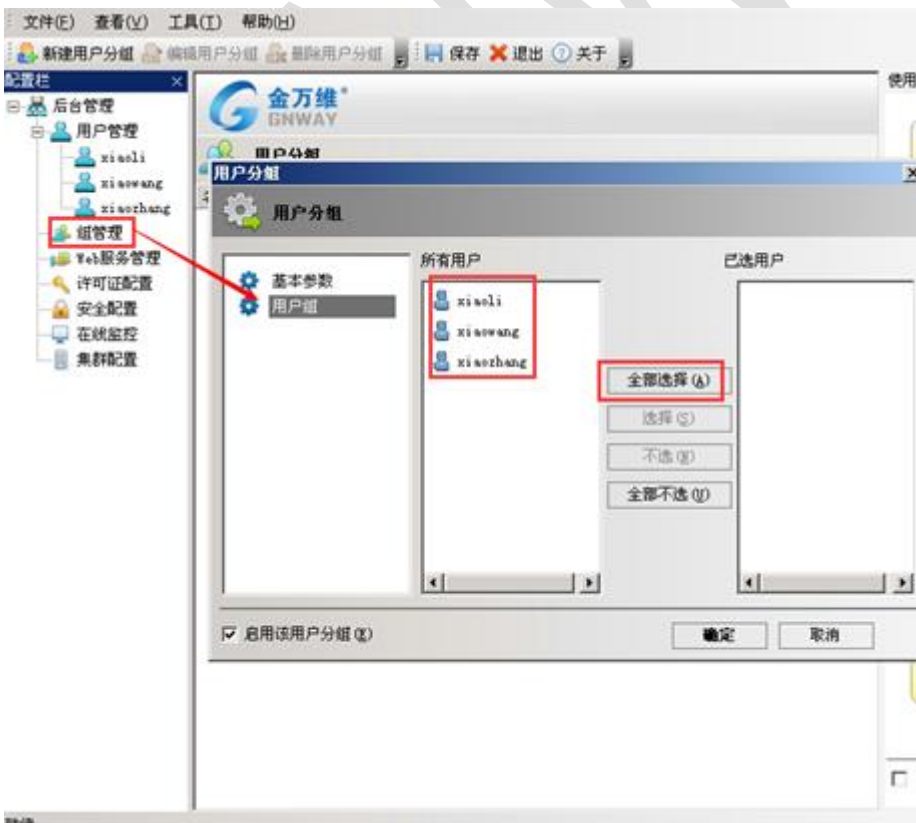 文件(F) 查看(V) 工具(T) 帮助(H)
新建用户分组 编辑用户分组 删除用户分组 保存 退出 关于
配置栏
使用
后台管理
用户管理
xiaoli
xiaowang
xiaozhang
组管理
Web服务管理
许可证配置
安全配置
在线监控
集群配置
金万维
GNWAY
用户分组
用户分组
用户分组
基本参数
用户组
所有用户
xiaoli
xiaowang
xiaozhang
全部选择(A)
选择(S)
不选(N)
全部不选(U)
已选用户
启用该用户分组(E)
确定
取消